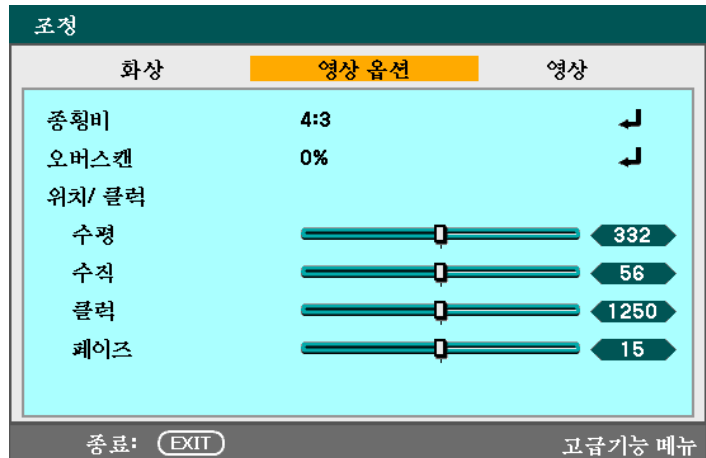 조정
화상 영상 옵션 영상
종횡비 4:3
오버스캔 0%
위치/ 클럭
수평 332
수직 56
클럭 1250
페이즈 15
종료: EXIT 고급기능 메뉴